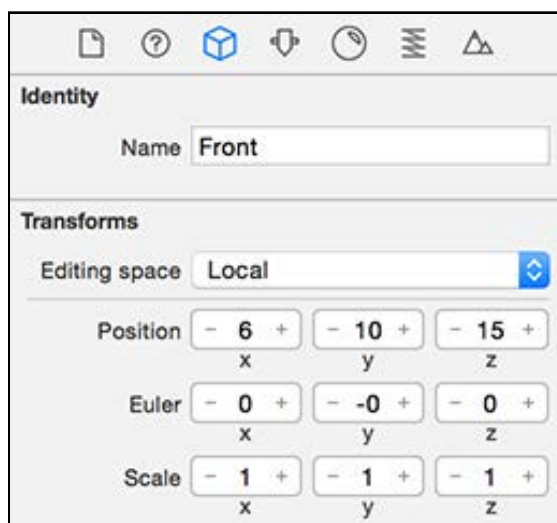 Identity
Name Front
Transforms
Editing space Local
Position - 6 + - 10 + - 15 +
x y z
Euler - 0 + - -0 + - 0 +
x y z
Scale - 1 + - 1 + - 1 +
x y z